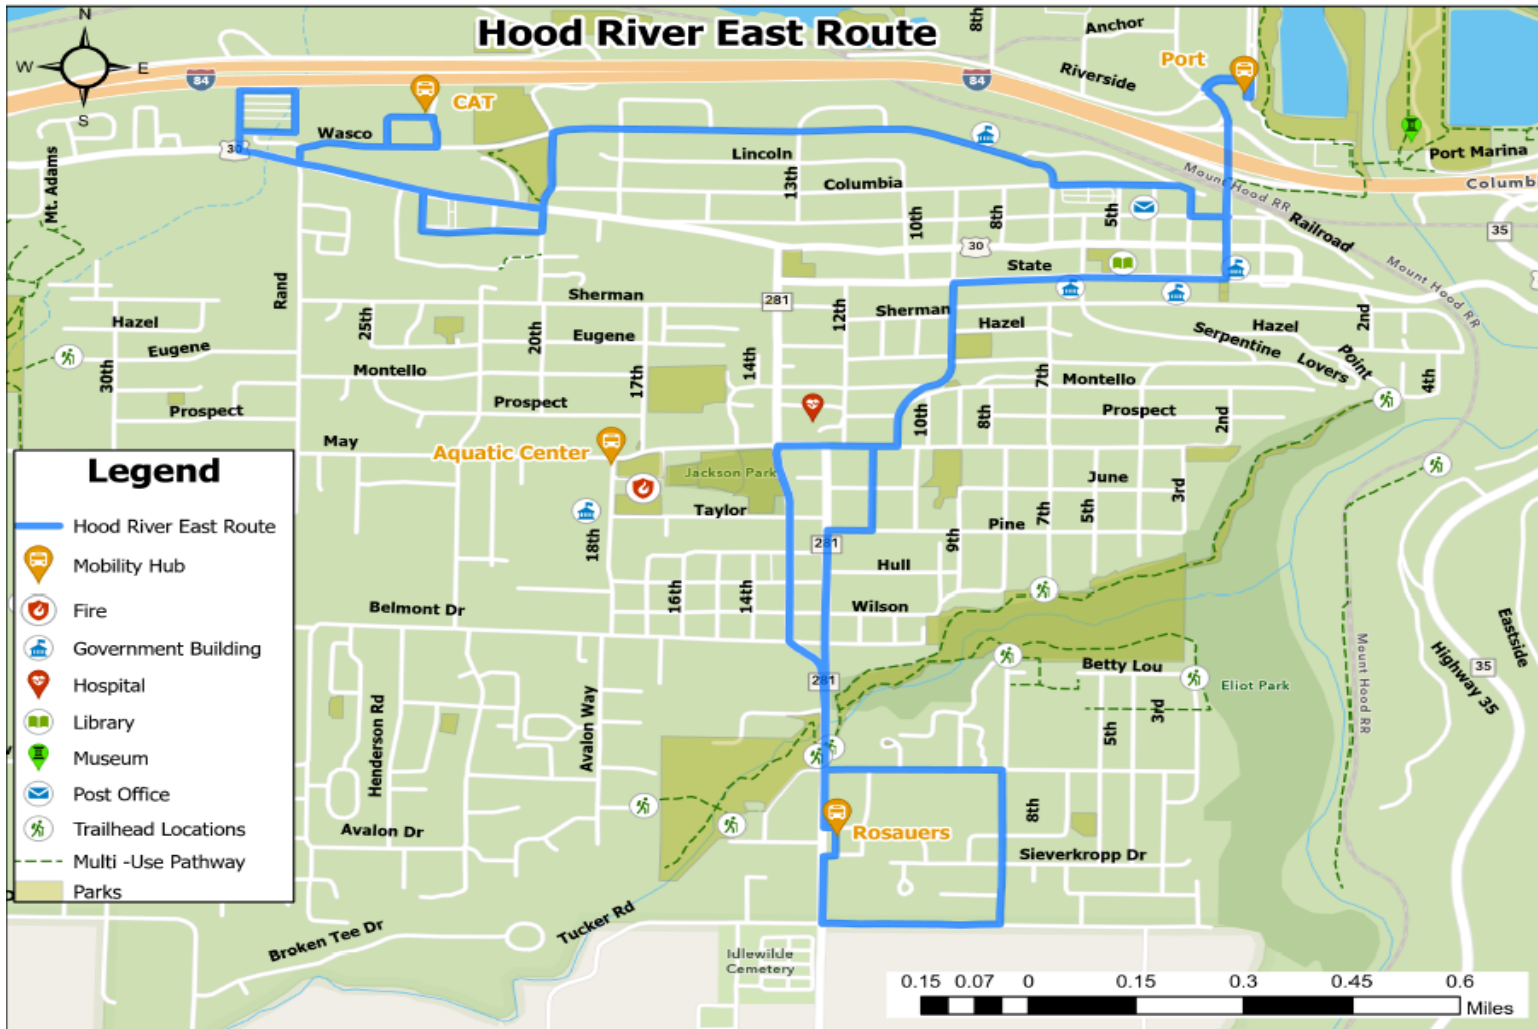 Hood River East Route
N
W
E
S
8th
Anchor
Port
Riverside
84
84
CAT
Wasco
30
Mt. Adams
Lincoln
13th
Columbia
10th
8th
5th
Port Marina
Columb
Mount Hood RR
Railroad
35
30
State
Mount Hood RR
Rand
Sherman
281
12th
Sherman
Hazel
Hazel
2nd
Hazel
25th
20th
Eugene
Serpentine
Eugene
14th
Lovers
Point
30th
Montello
17th
7th
Montello
4th
Prospect
Prospect
10th
8th
Prospect
2nd
May
Aquatic Center
Jackson Park
June
3rd
Taylor
7th
5th
Pine
18th
281
9th
Hull
16th
14th
Belmont Dr
Wilson
Eastside
Mount Hood RR
Highway 35
35
281
Betty Lou
Eliot Park
3rd
5th
Henderson Rd
Avalon Way
8th
Avalon Dr
Rosauers
Sieverkropp Dr
Tucker Rd
Broken Tee Dr
Idlewilde
Cemetery
Legend
Hood River East Route
Mobility Hub
Fire
Government Building
Hospital
Library
Museum
Post Office
Trailhead Locations
Multi -Use Pathway
Parks
0.15 0.07 0 0.15 0.3 0.45 0.6
Miles